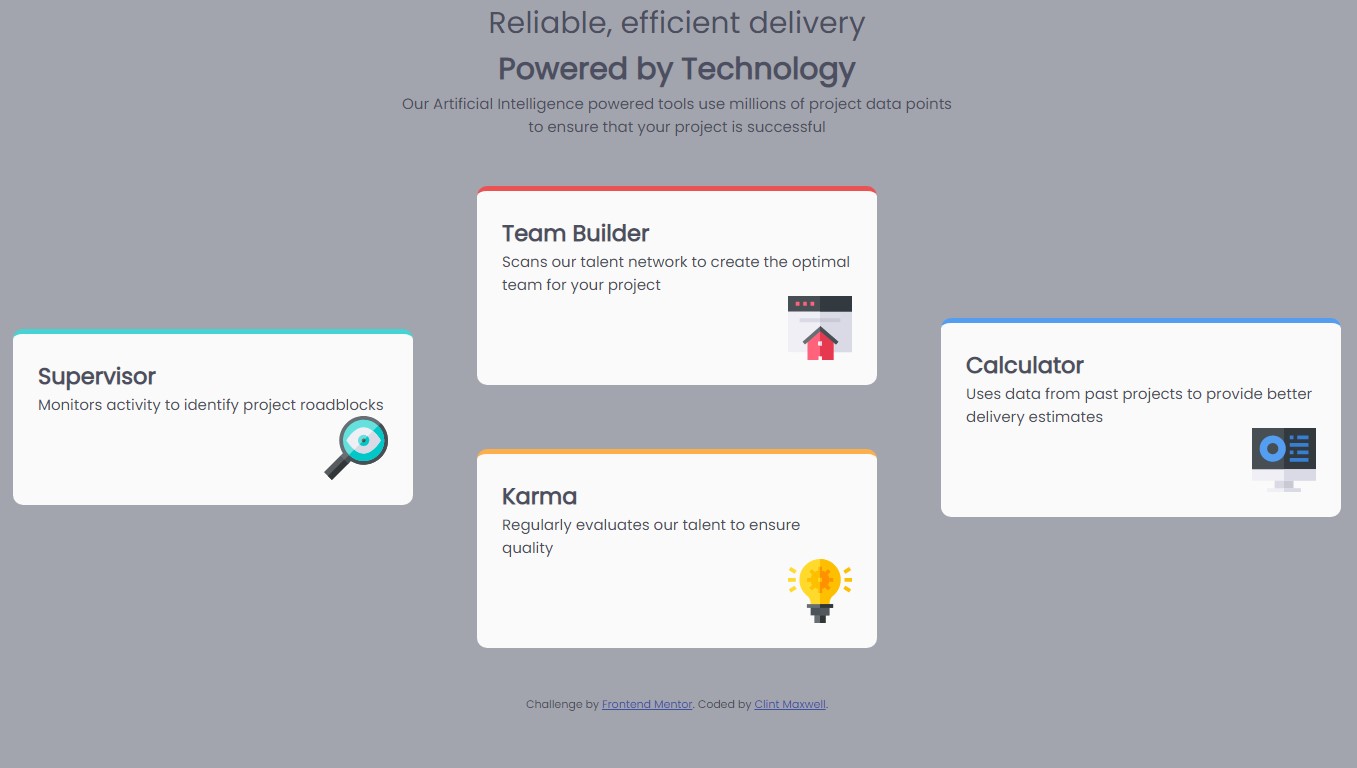 Reliable, efficient delivery
Powered by Technology
Our Artificial Intelligence powered tools use millions of project data points
to ensure that your project is successful
Supervisor
Monitors activity to identify project roadblocks
Team Builder
Scans our talent network to create the optimal
team for your project
Karma
Regularly evaluates our talent to ensure
quality
Calculator
Uses data from past projects to provide better
delivery estimates
Challenge by Frontend Mentor. Coded by Clint Maxwell.